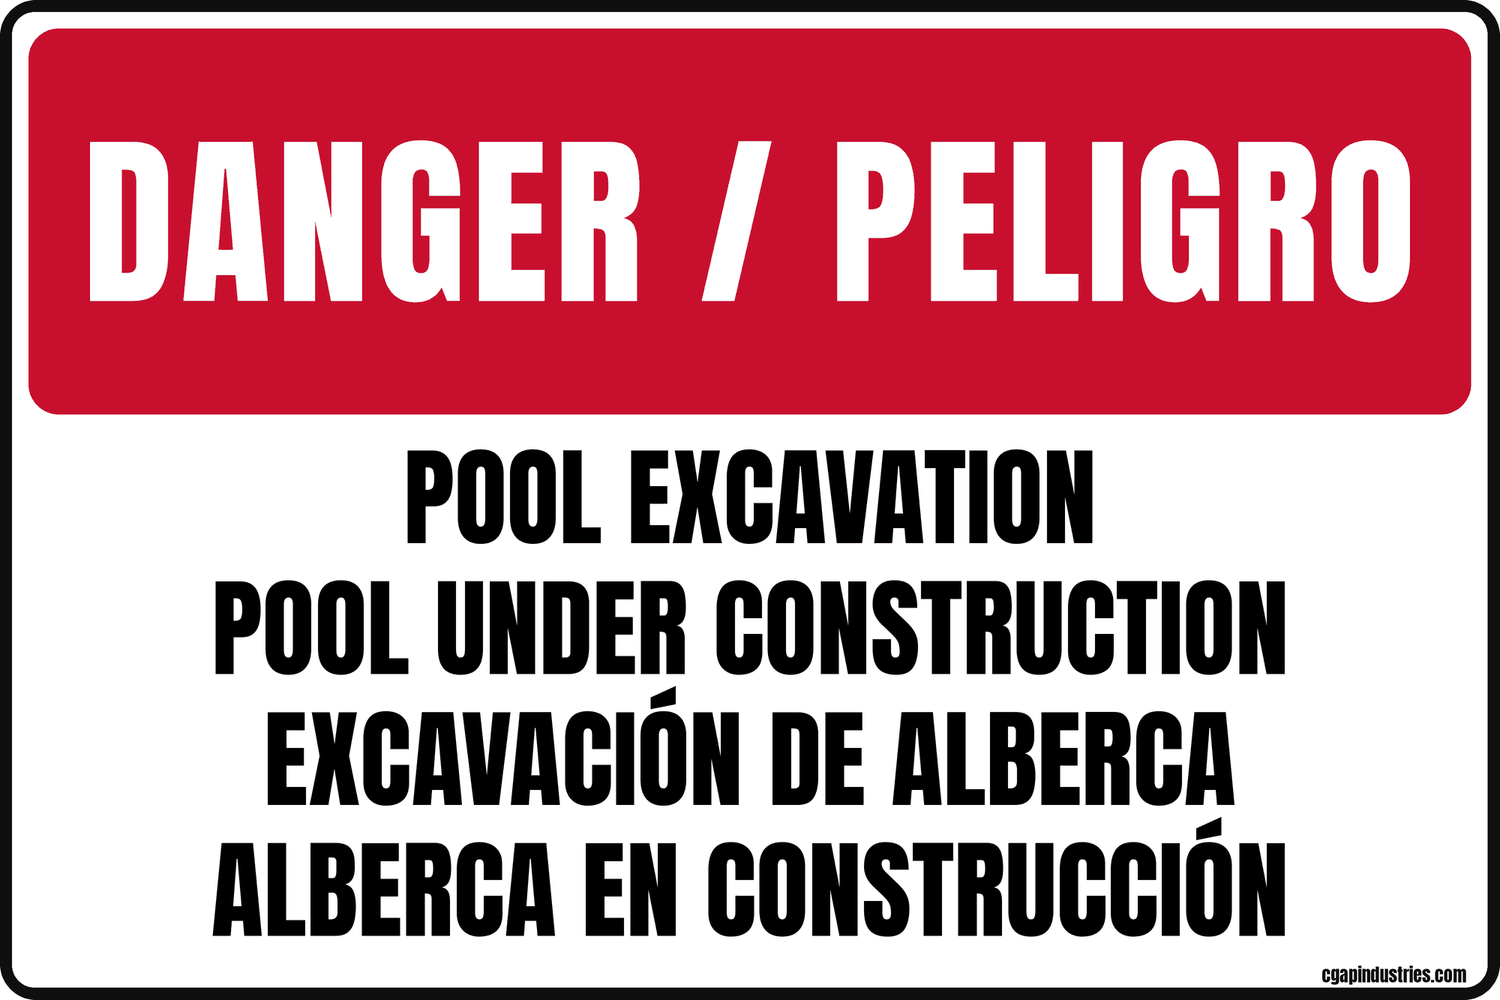 DANGER / PELIGRO
POOL EXCAVATION
POOL UNDER CONSTRUCTION
EXCAVACIÓN DE ALBERCA
ALBERCA EN CONSTRUCCIÓN
cgapindustries.com